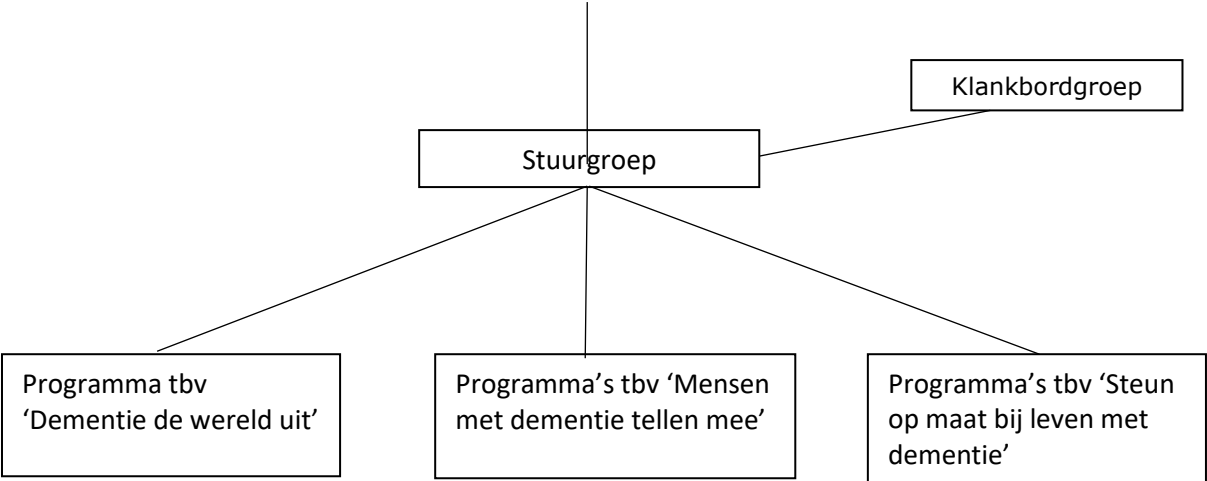 Klankbordgroep
Stuurgroep
Programma tbv
‘Dementie de wereld uit’
Programma’s tbv ‘Mensen
met dementie tellen mee’
Programma’s tbv ‘Steun
op maat bij leven met
dementie’